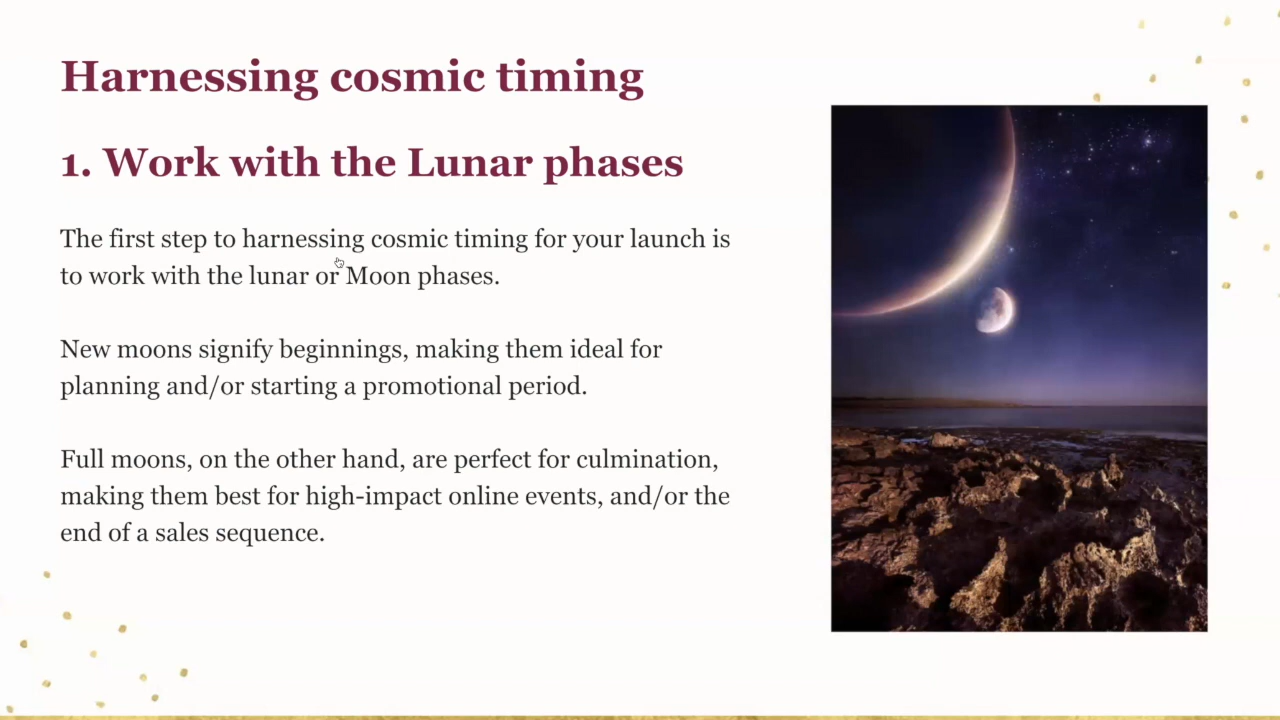 Harnessing cosmic timing
1. Work with the Lunar phases
The first step to harnessing cosmic timing for your launch is
to work with the lunar or Moon phases.
New moons signify beginnings, making them ideal for
planning and/or starting a promotional period.
Full moons, on the other hand, are perfect for culmination,
making them best for high-impact online events, and/or the
end of a sales sequence.